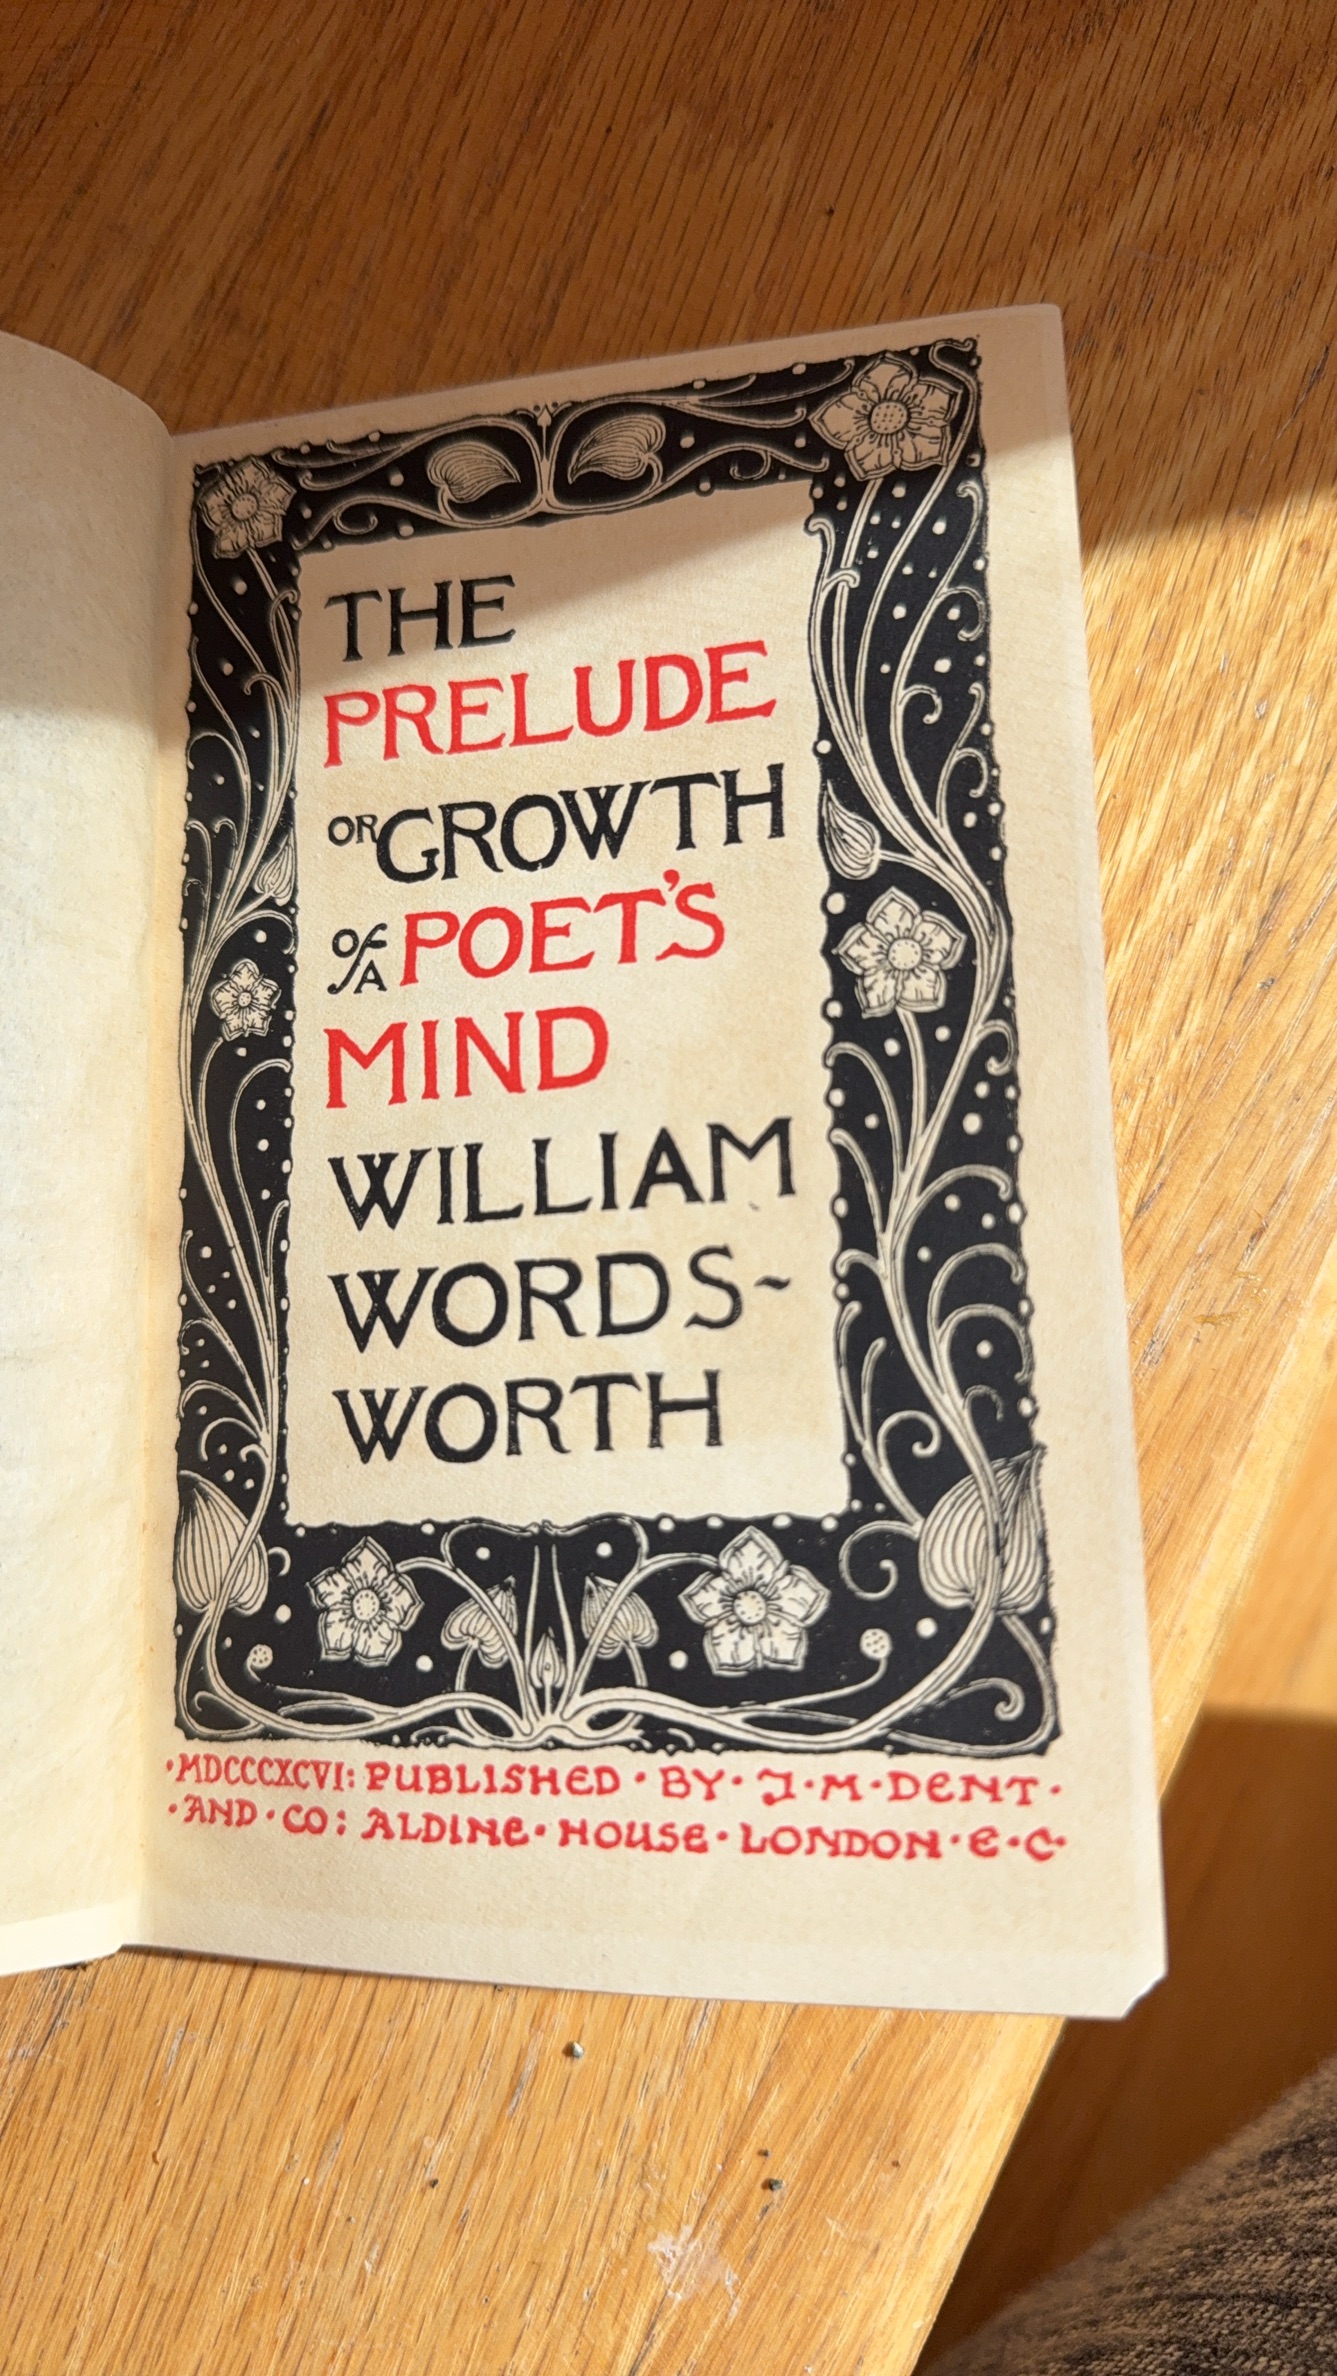 THE
PRELUDE
OR GROWTH
OF A POET'S
MIND
WILLIAM
WORDS~
WORTH
·MDCCCXCVI: PUBLISHED · BY · J · M · DENT ·
· AND · CO : ALDINE · HOUSE · LONDON · E · C ·